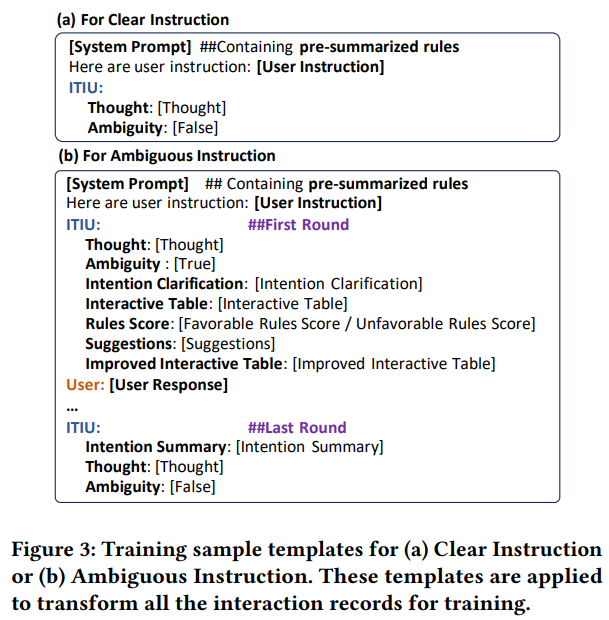 (a) For Clear Instruction
[System Prompt] ##Containing pre-summarized rules
Here are user instruction: [User Instruction]
ITIU:
Thought: [Thought]
Ambiguity: [False]
(b) For Ambiguous Instruction
[System Prompt] ## Containing pre-summarized rules
Here are user instruction: [User Instruction]
ITIU: ##First Round
Thought: [Thought]
Ambiguity : [True]
Intention Clarification: [Intention Clarification]
Interactive Table: [Interactive Table]
Rules Score: [Favorable Rules Score / Unfavorable Rules Score]
Suggestions: [Suggestions]
Improved Interactive Table: [Improved Interactive Table]
User: [User Response]
...
ITIU: ##Last Round
Intention Summary: [Intention Summary]
Thought: [Thought]
Ambiguity: [False]
Figure 3: Training sample templates for (a) Clear Instruction
or (b) Ambiguous Instruction. These templates are applied
to transform all the interaction records for training.